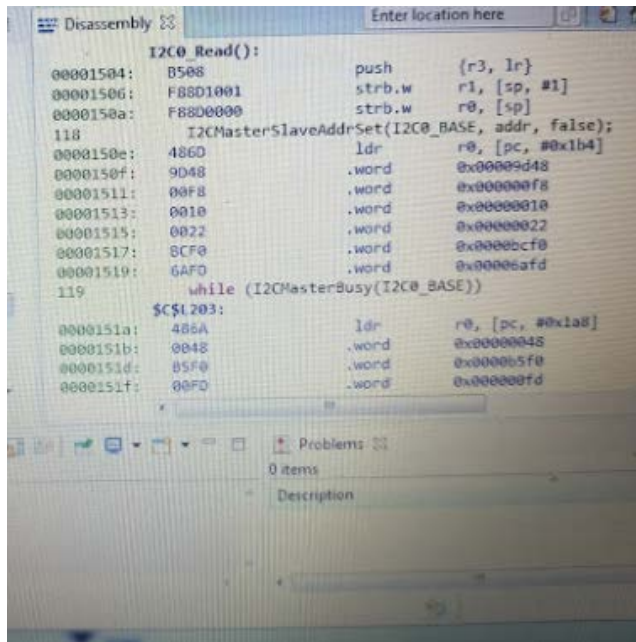 Disassembly
Enter location here
I2C0_Read():
00001504: B508 push {r3, lr}
00001506: F88D1001 strb.w r1, [sp, #1]
0000150a: F88D0000 strb.w r0, [sp]
118 I2CMasterSlaveAddrSet(I2C0_BASE, addr, false);
0000150e: 486D ldr r0, [pc, #0x1b4]
0000150f: 9D48 .word 0x00009d48
00001511: 00F8 .word 0x000000f8
00001513: 0010 .word 0x00000010
00001515: 0022 .word 0x00000022
00001517: BCF0 .word 0x0000bcf0
00001519: 6AFD .word 0x00006afd
119 while (I2CMasterBusy(I2C0_BASE))
$C$L203:
0000151a: 486A ldr r0, [pc, #0x1a8]
0000151b: 0048 .word 0x00000048
0000151d: B5F0 .word 0x0000b5f0
0000151f: 00FD .word 0x000000fd
Problems
0 items
Description